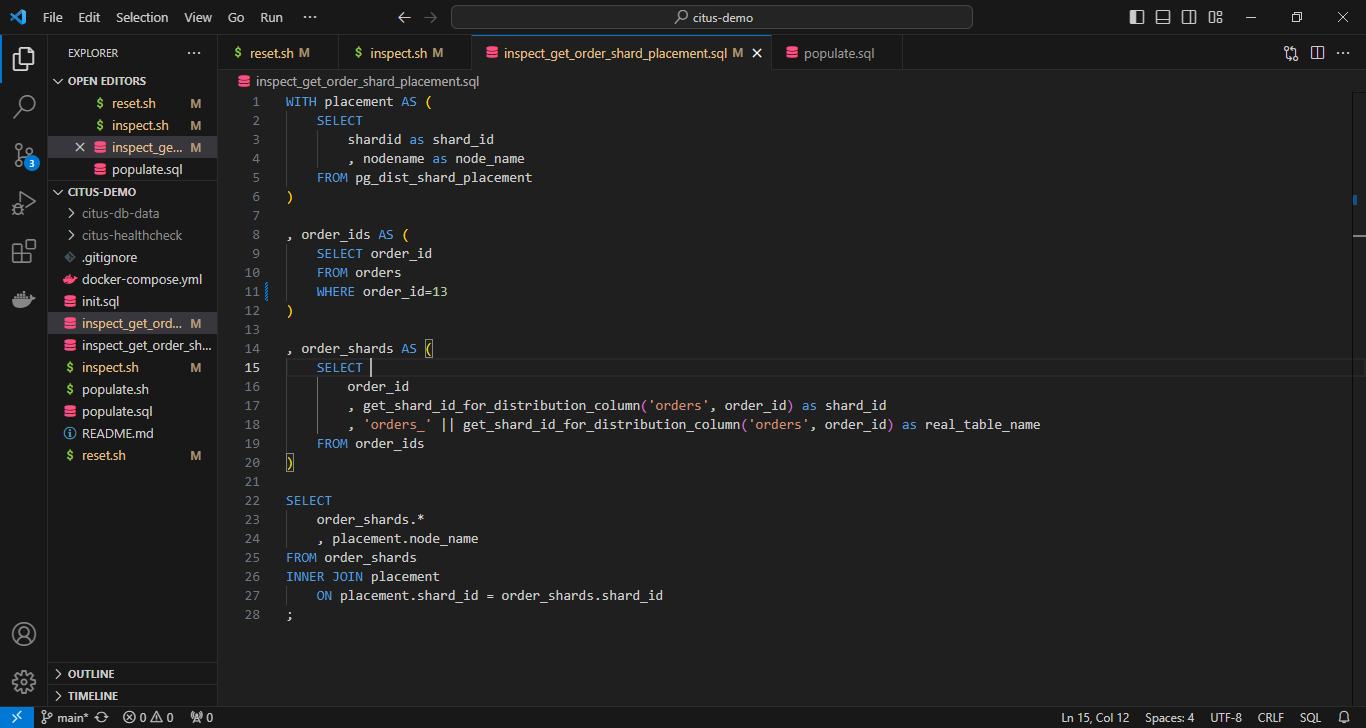 File Edit Selection View Go Run ··· citus-demo
EXPLORER ···
OPEN EDITORS
$ reset.sh M
$ inspect.sh M
inspect_ge... M
populate.sql
CITUS-DEMO
citus-db-data
citus-healthcheck
.gitignore
docker-compose.yml
init.sql
inspect_get_ord... M
inspect_get_order_sh...
$ inspect.sh M
$ populate.sh
populate.sql
README.md
$ reset.sh M
OUTLINE
TIMELINE
3
$ reset.sh M $ inspect.sh M inspect_get_order_shard_placement.sql M populate.sql
inspect_get_order_shard_placement.sql
1 WITH placement AS (
2 SELECT
3 shardid as shard_id
4 , nodename as node_name
5 FROM pg_dist_shard_placement
6 )
7
8 , order_ids AS (
9 SELECT order_id
10 FROM orders
11 WHERE order_id=13
12 )
13
14 , order_shards AS (
15 SELECT
16 order_id
17 , get_shard_id_for_distribution_column('orders', order_id) as shard_id
18 , 'orders_' || get_shard_id_for_distribution_column('orders', order_id) as real_table_name
19 FROM order_ids
20 )
21
22 SELECT
23 order_shards.*
24 , placement.node_name
25 FROM order_shards
26 INNER JOIN placement
27 ON placement.shard_id = order_shards.shard_id
28 ;
main* 0 0 0 Ln 15, Col 12 Spaces: 4 UTF-8 CRLF SQL